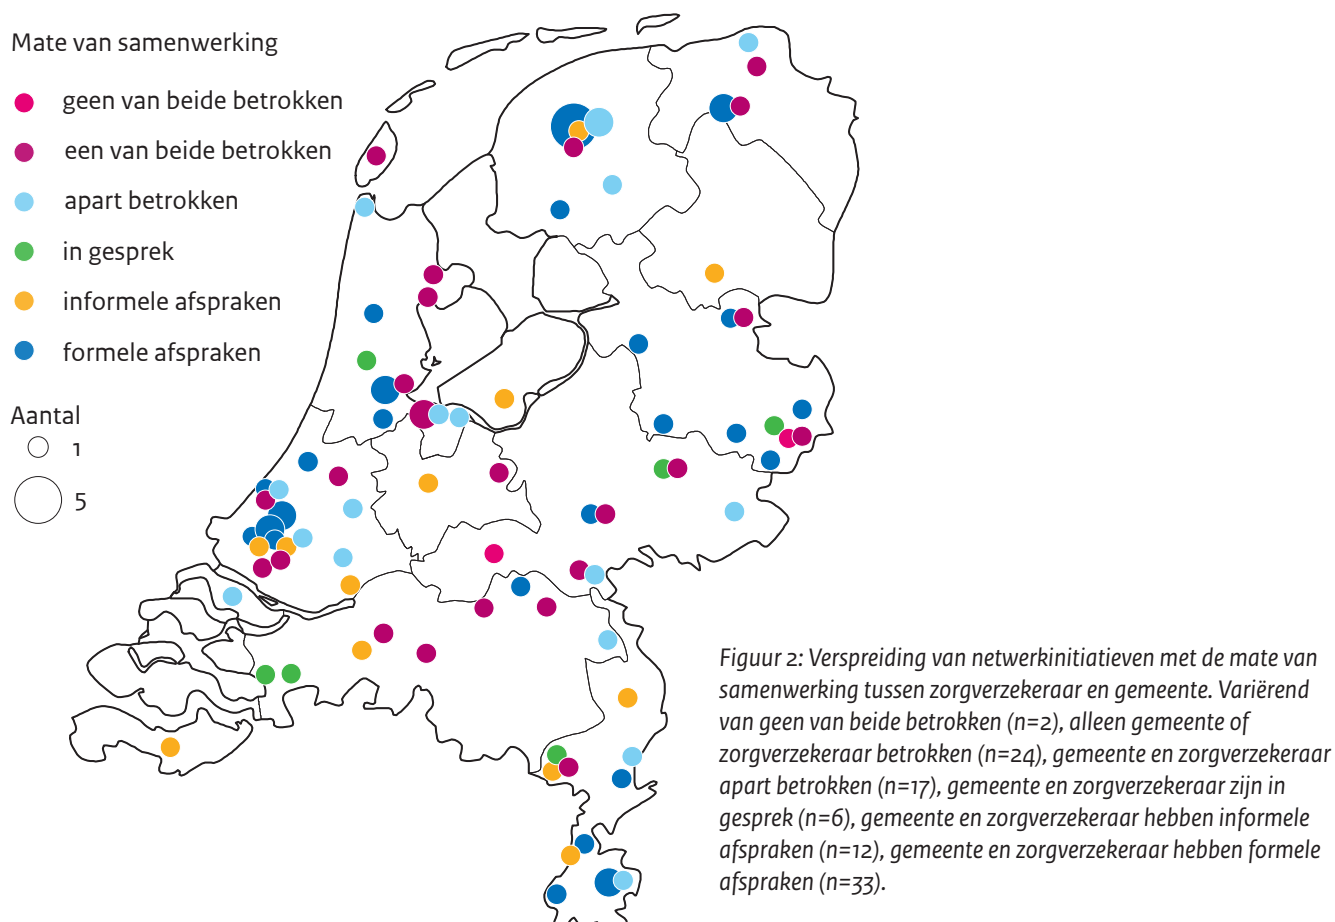 Mate van samenwerking
geen van beide betrokken
een van beide betrokken
apart betrokken
in gesprek
informele afspraken
formele afspraken
Aantal
1
5
Figuur 2: Verspreiding van netwerkinitiatieven met de mate van
samenwerking tussen zorgverzekeraar en gemeente. Variërend
van geen van beide betrokken (n=2), alleen gemeente of
zorgverzekeraar betrokken (n=24), gemeente en zorgverzekeraar
apart betrokken (n=17), gemeente en zorgverzekeraar zijn in
gesprek (n=6), gemeente en zorgverzekeraar hebben informele
afspraken (n=12), gemeente en zorgverzekeraar hebben formele
afspraken (n=33).